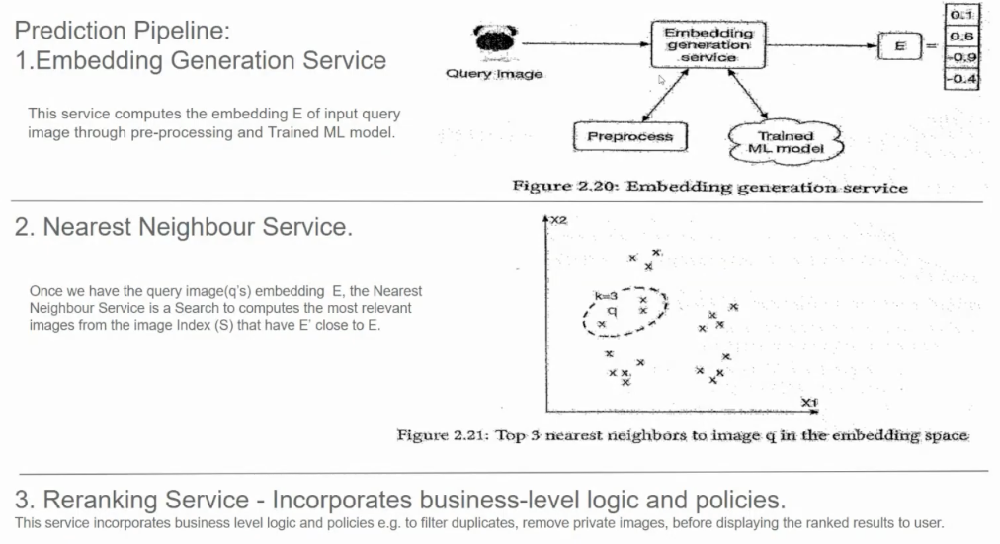 Prediction Pipeline:
1.Embedding Generation Service
This service computes the embedding E of input query
image through pre-processing and Trained ML model.
Query Image
Embedding
generation
service
E
=
0.1
0.6
-0.9
-0.4
Preprocess
Trained
ML model
Figure 2.20: Embedding generation service
2. Nearest Neighbour Service.
Once we have the query image(q's) embedding E, the Nearest
Neighbour Service is a Search to computes the most relevant
images from the image Index (S) that have E' close to E.
X2
k=3
q
X1
Figure 2.21: Top 3 nearest neighbors to image q in the embedding space
3. Reranking Service - Incorporates business-level logic and policies.
This service incorporates business level logic and policies e.g. to filter duplicates, remove private images, before displaying the ranked results to user.